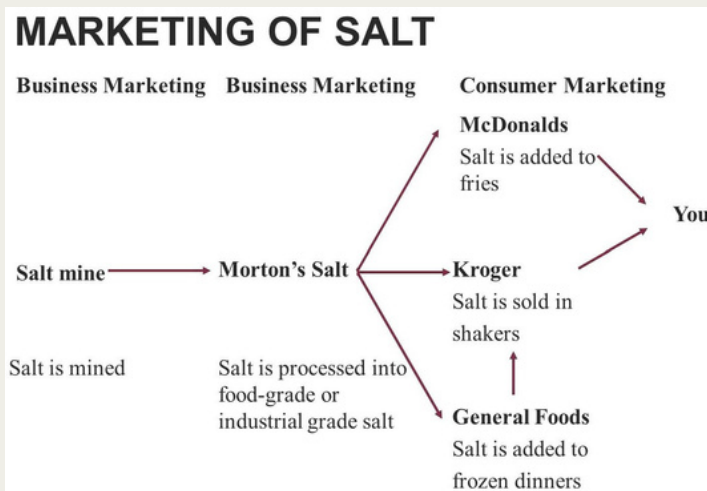 MARKETING OF SALT
Business Marketing Business Marketing Consumer Marketing
McDonalds
Salt is added to
fries
You
Salt mine Morton's Salt Kroger
Salt is sold in
shakers
Salt is mined Salt is processed into
food-grade or
industrial grade salt
General Foods
Salt is added to
frozen dinners